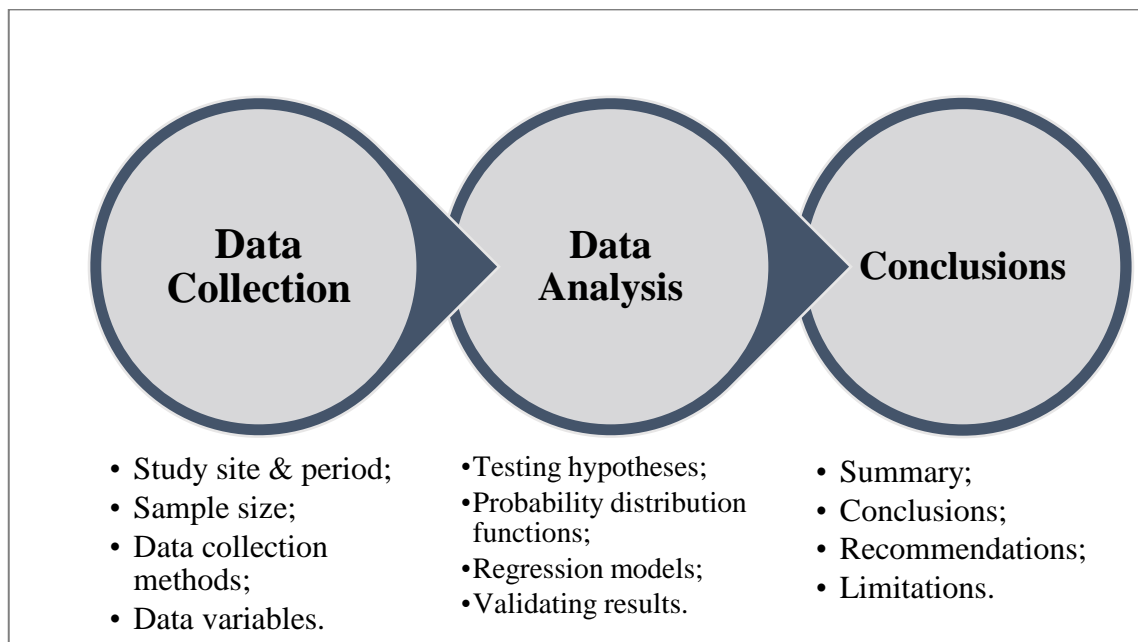 Data
Collection
Data
Analysis
Conclusions
• Study site & period;
• Sample size;
• Data collection
methods;
• Data variables.
•Testing hypotheses;
•Probability distribution
functions;
•Regression models;
•Validating results.
• Summary;
• Conclusions;
• Recommendations;
• Limitations.